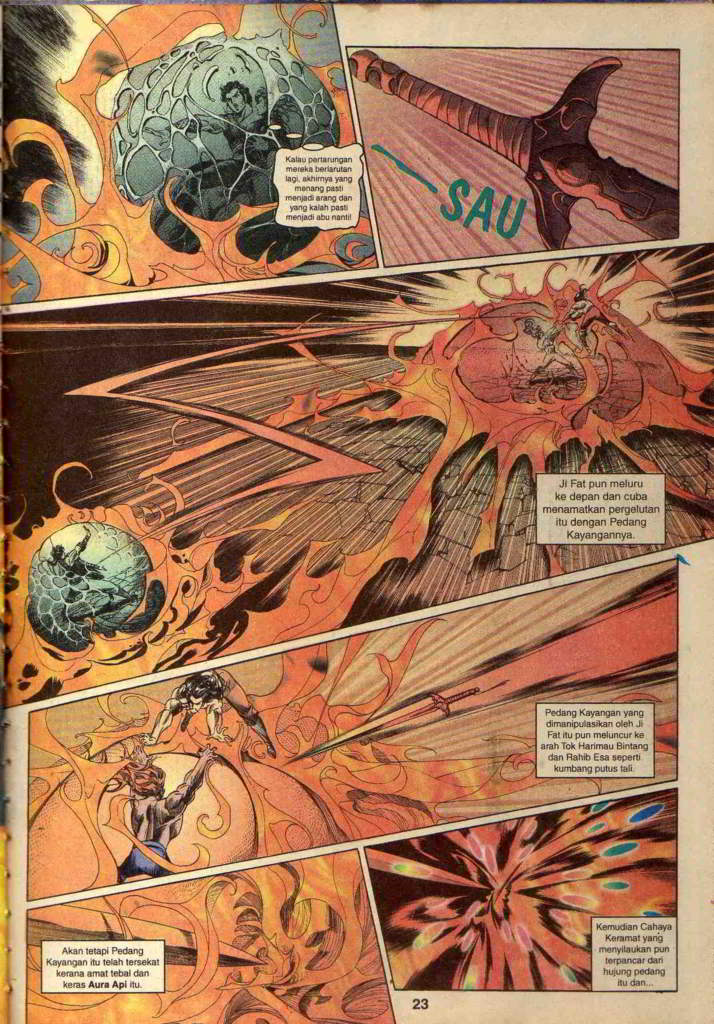 Kalau pertarungan
mereka berlarutan
lagi, akhirnya yang
menang pasti
menjadi arang dan
yang kalah pasti
menjadi abu nanti!
SAU
Ji Fat pun meluru
ke depan dan cuba
menamatkan pergelutan
itu dengan Pedang
Kayangannya.
Pedang Kayangan yang
dimanipulasikan oleh Ji
Fat itu pun meluncur ke
arah Tok Harimau Bintang
dan Rahib Esa seperti
kumbang putus tali.
Akan tetapi Pedang
Kayangan itu telah tersekat
kerana amat tebal dan
keras Aura Api itu.
Kemudian Cahaya
Keramat yang
menyilaukan pun
terpancar dari
hujung pedang
itu dan...
23